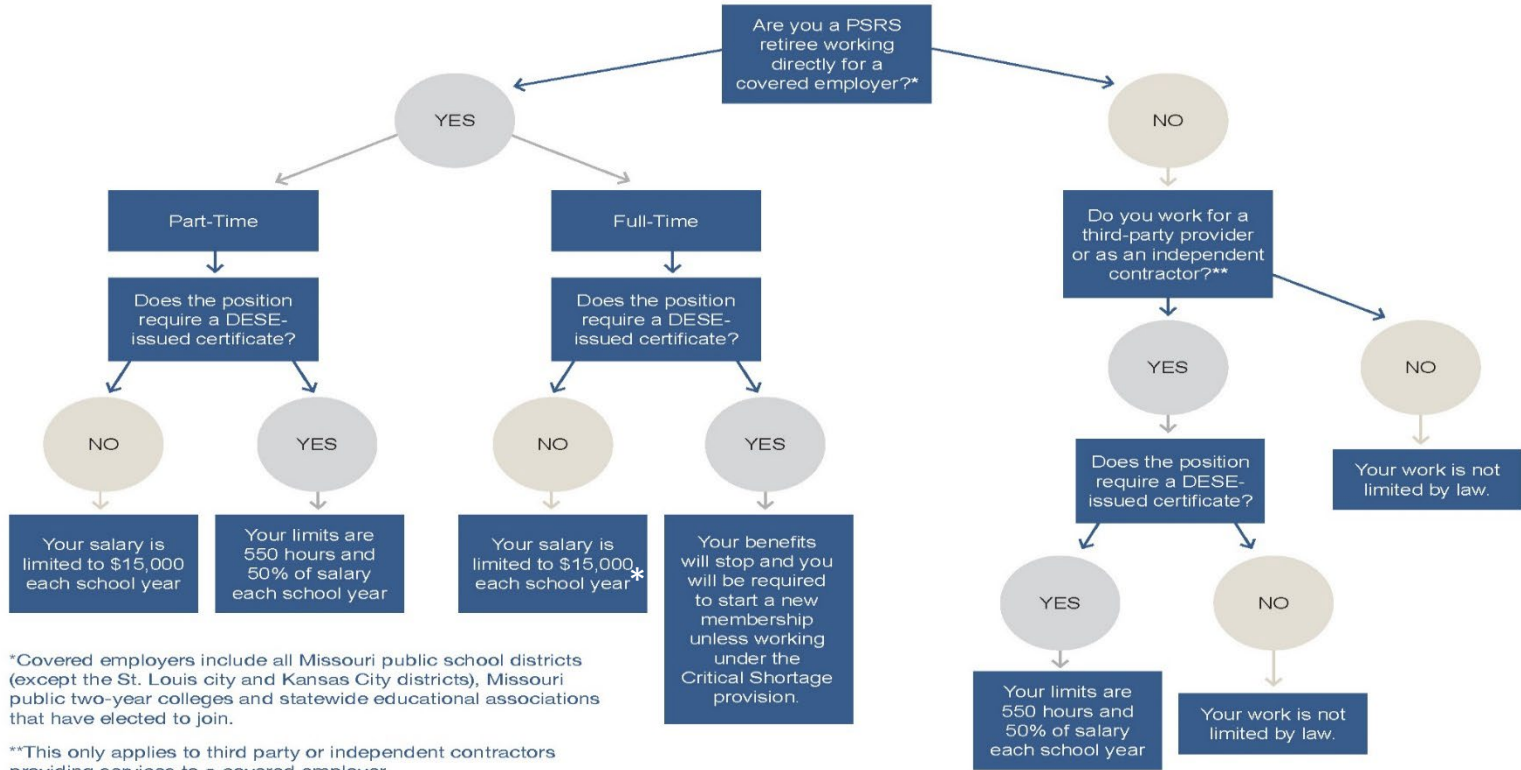 Are you a PSRS
retiree working
directly for a
covered employer?*
YES
NO
Part-Time
Full-Time
Do you work for a
third-party provider
or as an independent
contractor?**
Does the position
require a DESE-
issued certificate?
Does the position
require a DESE-
issued certificate?
YES
NO
NO
YES
NO
YES
Does the position
require a DESE-
issued certificate?
Your work is not
limited by law.
Your salary is
limited to $15,000
each school year
Your limits are
550 hours and
50% of salary
each school year
Your salary is
limited to $15,000
each school year*
Your benefits
will stop and you
will be required
to start a new
membership
unless working
under the
Critical Shortage
provision.
YES
NO
Your limits are
550 hours and
50% of salary
each school year
Your work is not
limited by law.
*Covered employers include all Missouri public school districts
(except the St. Louis city and Kansas City districts), Missouri
public two-year colleges and statewide educational associations
that have elected to join.
**This only applies to third party or independent contractors
providing services to a covered employer